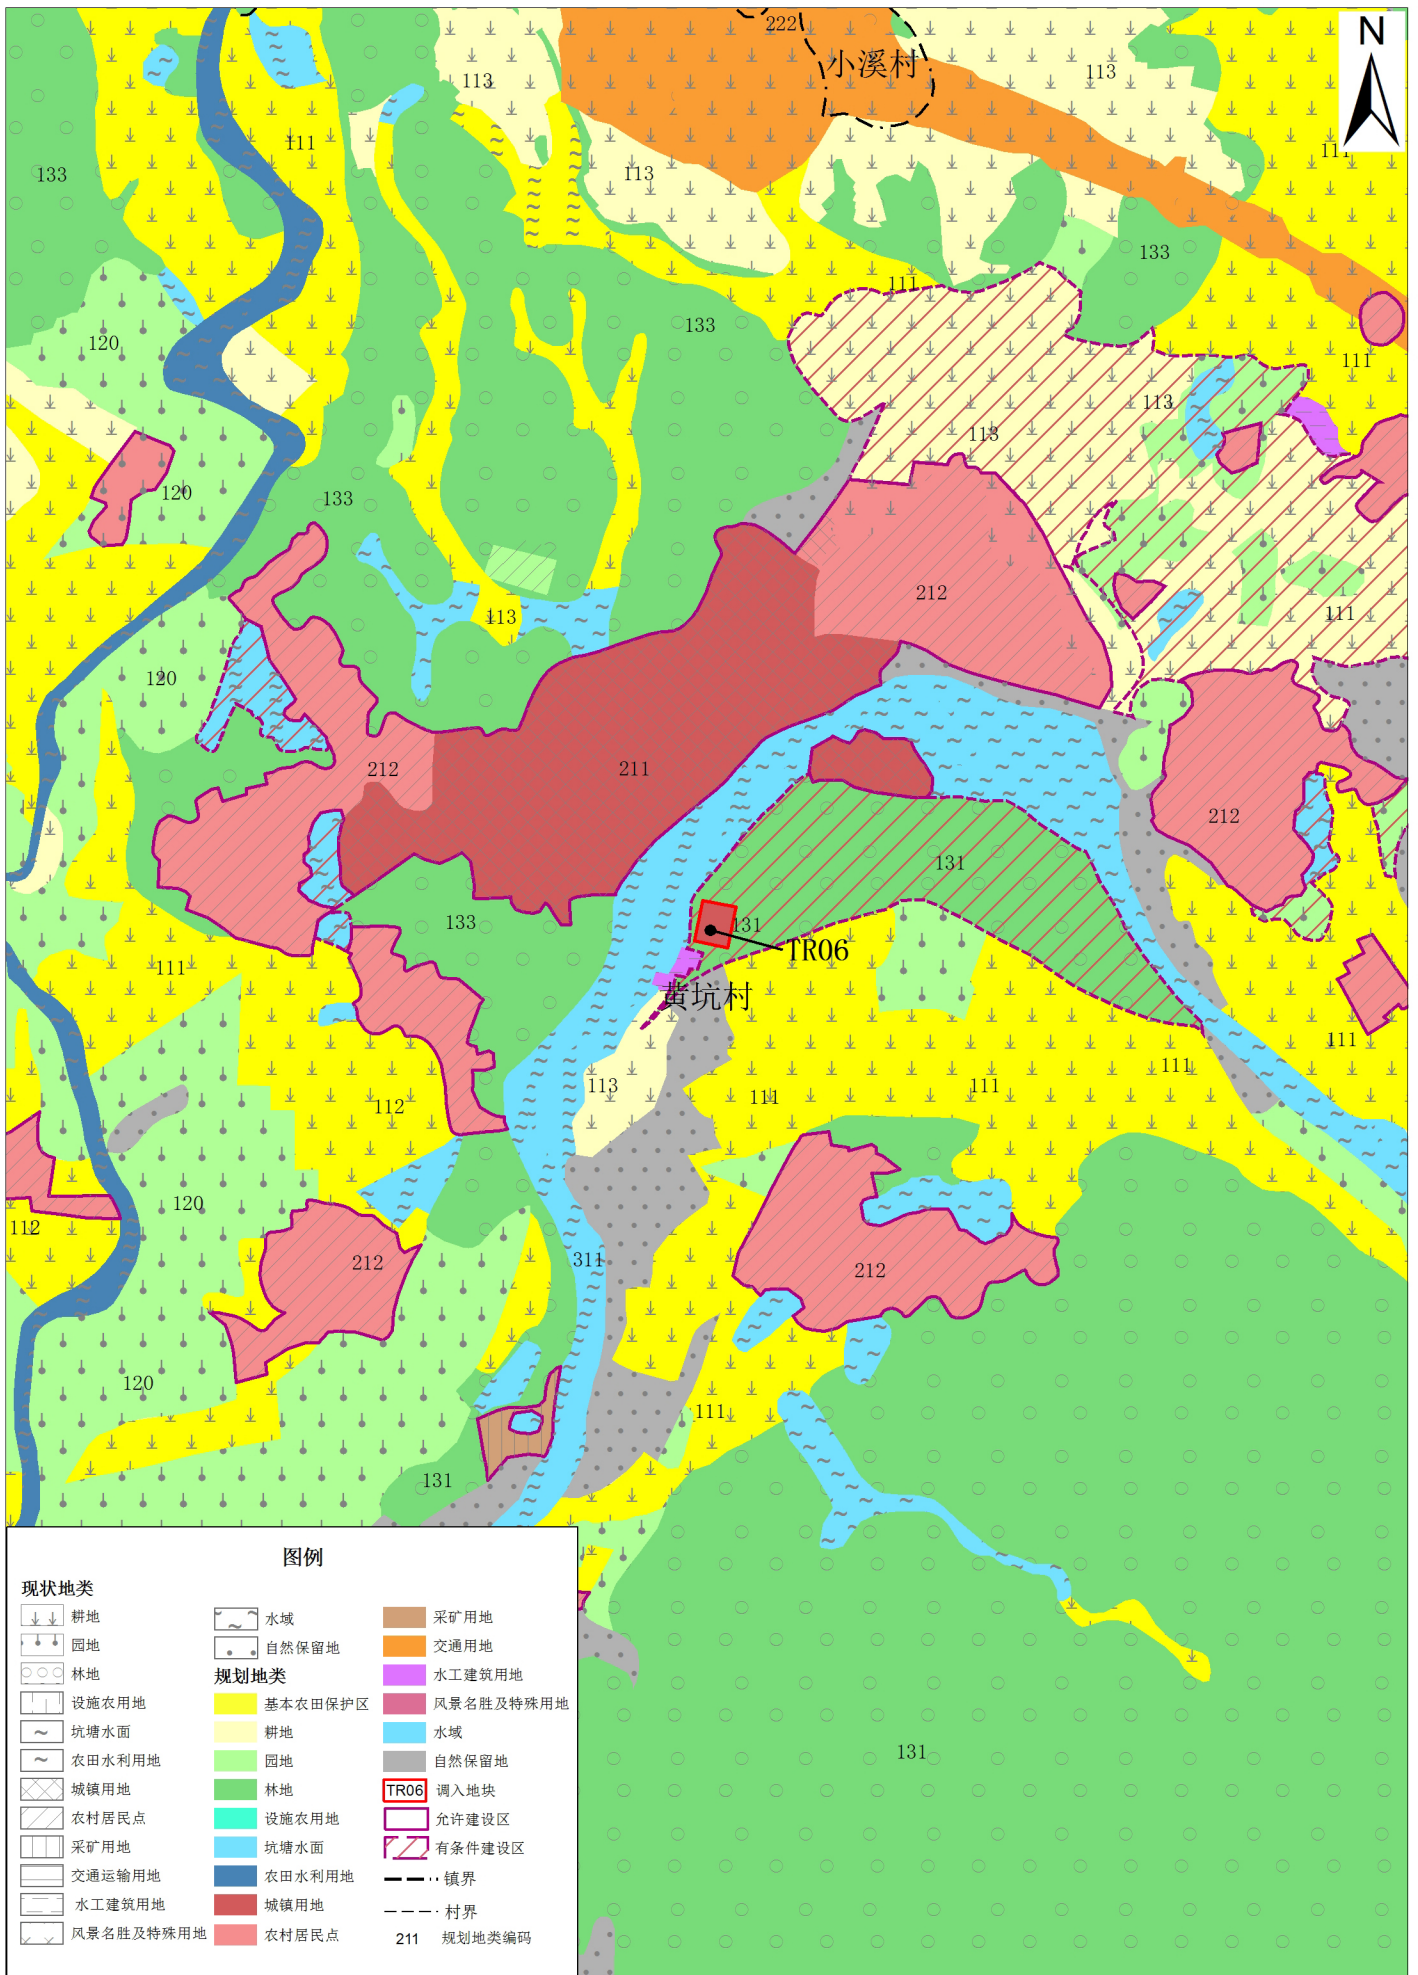 222
小溪村
N
113
113
111
111
133
113
133
111
133
120
111
113
113
120
133
212
113
111
120
212
211
212
131
133
131
TR06
111
黄坑村
111
113
111
111
111
112
120
112
311
212
212
120
111
131
131
图例
现状地类
耕地
园地
林地
设施农用地
坑塘水面
农田水利用地
城镇用地
农村居民点
采矿用地
交通运输用地
水工建筑用地
风景名胜及特殊用地
水域
自然保留地
规划地类
基本农田保护区
耕地
园地
林地
设施农用地
坑塘水面
农田水利用地
城镇用地
农村居民点
采矿用地
交通用地
水工建筑用地
风景名胜及特殊用地
水域
自然保留地
TR06 调入地块
允许建设区
有条件建设区
镇界
村界
211 规划地类编码